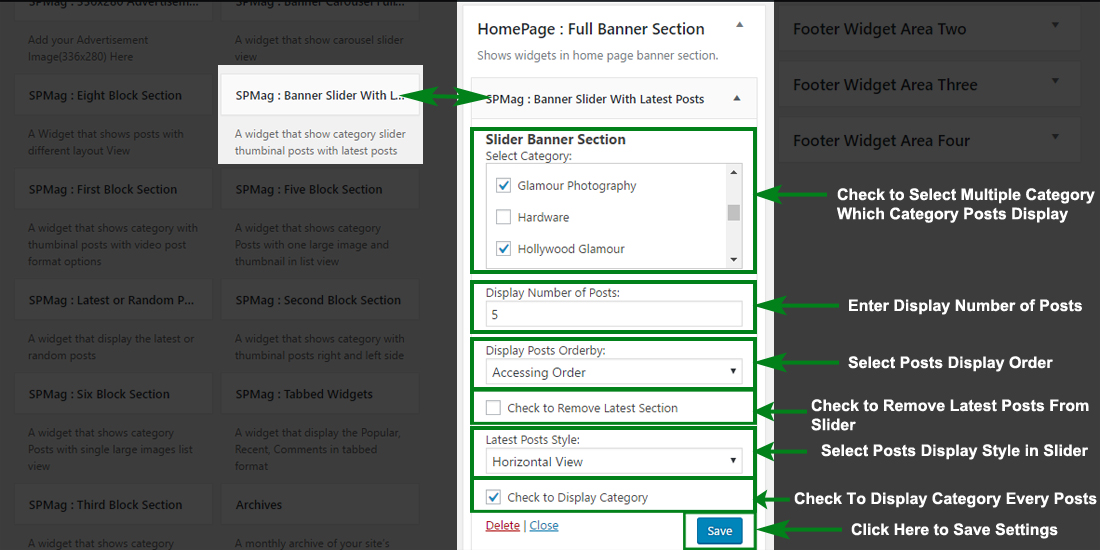 SPMag : 336x280 Advertisemen...
Add your Advertisement
Image(336x280) Here
SPMag : Eight Block Section
A Widget that shows posts with
different layout View
SPMag : First Block Section
A widget that shows category with
thumbinal posts with video post
format options
SPMag : Latest or Random P...
A widget that display the latest or
random posts
SPMag : Six Block Section
A widget that shows category
Posts with single large images list
view
SPMag : Third Block Section
A widget that shows category
SPMag : Banner Carousel Full...
A widget that show carousel slider
view
SPMag : Banner Slider With L...
A widget that show category slider
thumbinal posts with latest posts
SPMag : Five Block Section
A widget that shows category
Posts with one large image and
thumbnail in list view
SPMag : Second Block Section
A widget that shows category with
thumbinal posts right and left side
SPMag : Tabbed Widgets
A widget that display the Popular,
Recent, Comments in tabbed
format
Archives
A monthly archive of your site's
HomePage : Full Banner Section
Shows widgets in home page banner section.
SPMag : Banner Slider With Latest Posts
Slider Banner Section
Select Category:
Glamour Photography
Hardware
Hollywood Glamour
Display Number of Posts:
5
Display Posts Orderby:
Accessing Order
Check to Remove Latest Section
Latest Posts Style:
Horizontal View
Check to Display Category
Delete | Close
Save
Footer Widget Area Two
Footer Widget Area Three
Footer Widget Area Four
Check to Select Multiple Category
Which Category Posts Display
Enter Display Number of Posts
Select Posts Display Order
Check to Remove Latest Posts From
Slider
Select Posts Display Style in Slider
Check To Display Category Every Posts
Click Here to Save Settings